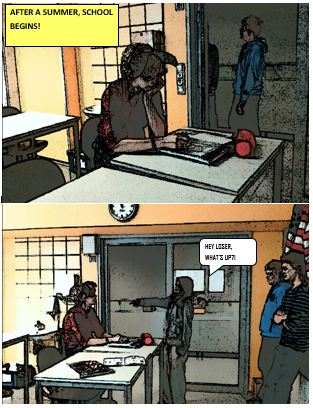 AFTER A SUMMER, SCHOOL
BEGINS!
HEY LOSER,
WHAT'S UP?!